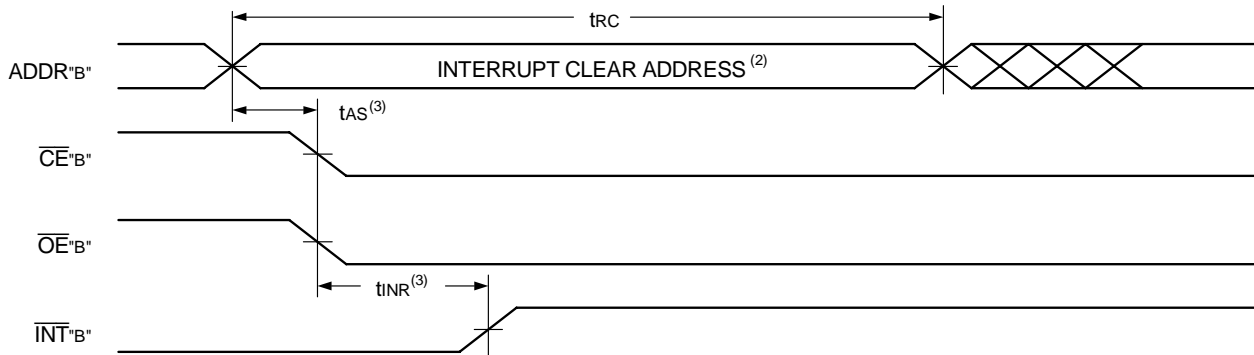 tRC
ADDR"B"
INTERRUPT CLEAR ADDRESS (2)
tAS(3)
CE"B"
OE"B"
tINR(3)
INT"B"